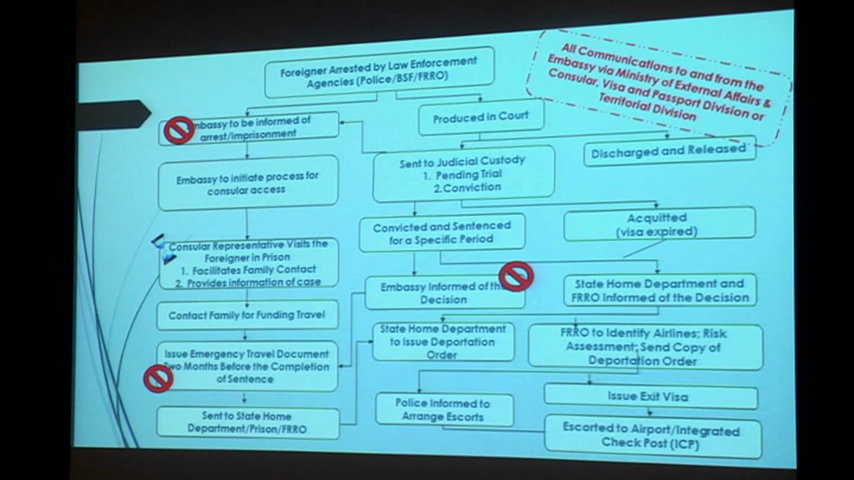 Foreigner Arrested by Law Enforcement
Agencies (Police/BSF/FRRO)
All Communications to and from the
Embassy via Ministry of External Affairs &
Consular, Visa and Passport Division or
Territorial Division
mbassy to be informed of
arrest/imprisonment
Produced in Court
Discharged and Released
Embassy to initiate process for
consular access
Sent to Judicial Custody
1. Pending Trial
2.Conviction
Convicted and Sentenced
for a Specific Period
Acquitted
(visa expired)
Consular Representative Visits the
Foreigner in Prison
1. Facilitates Family Contact
2. Provides information of case
Embassy Informed of the
Decision
State Home Department and
FRRO Informed of the Decision
Contact Family for Funding Travel
State Home Department
to Issue Deportation
Order
FRRO to Identify Airlines; Risk
Assessment; Send Copy of
Deportation Order
Issue Emergency Travel Document
Two Months Before the Completion
of Sentence
Issue Exit Visa
Police Informed to
Arrange Escorts
Sent to State Home
Department/Prison/FRRO
Escorted to Airport/Integrated
Check Post (ICP)